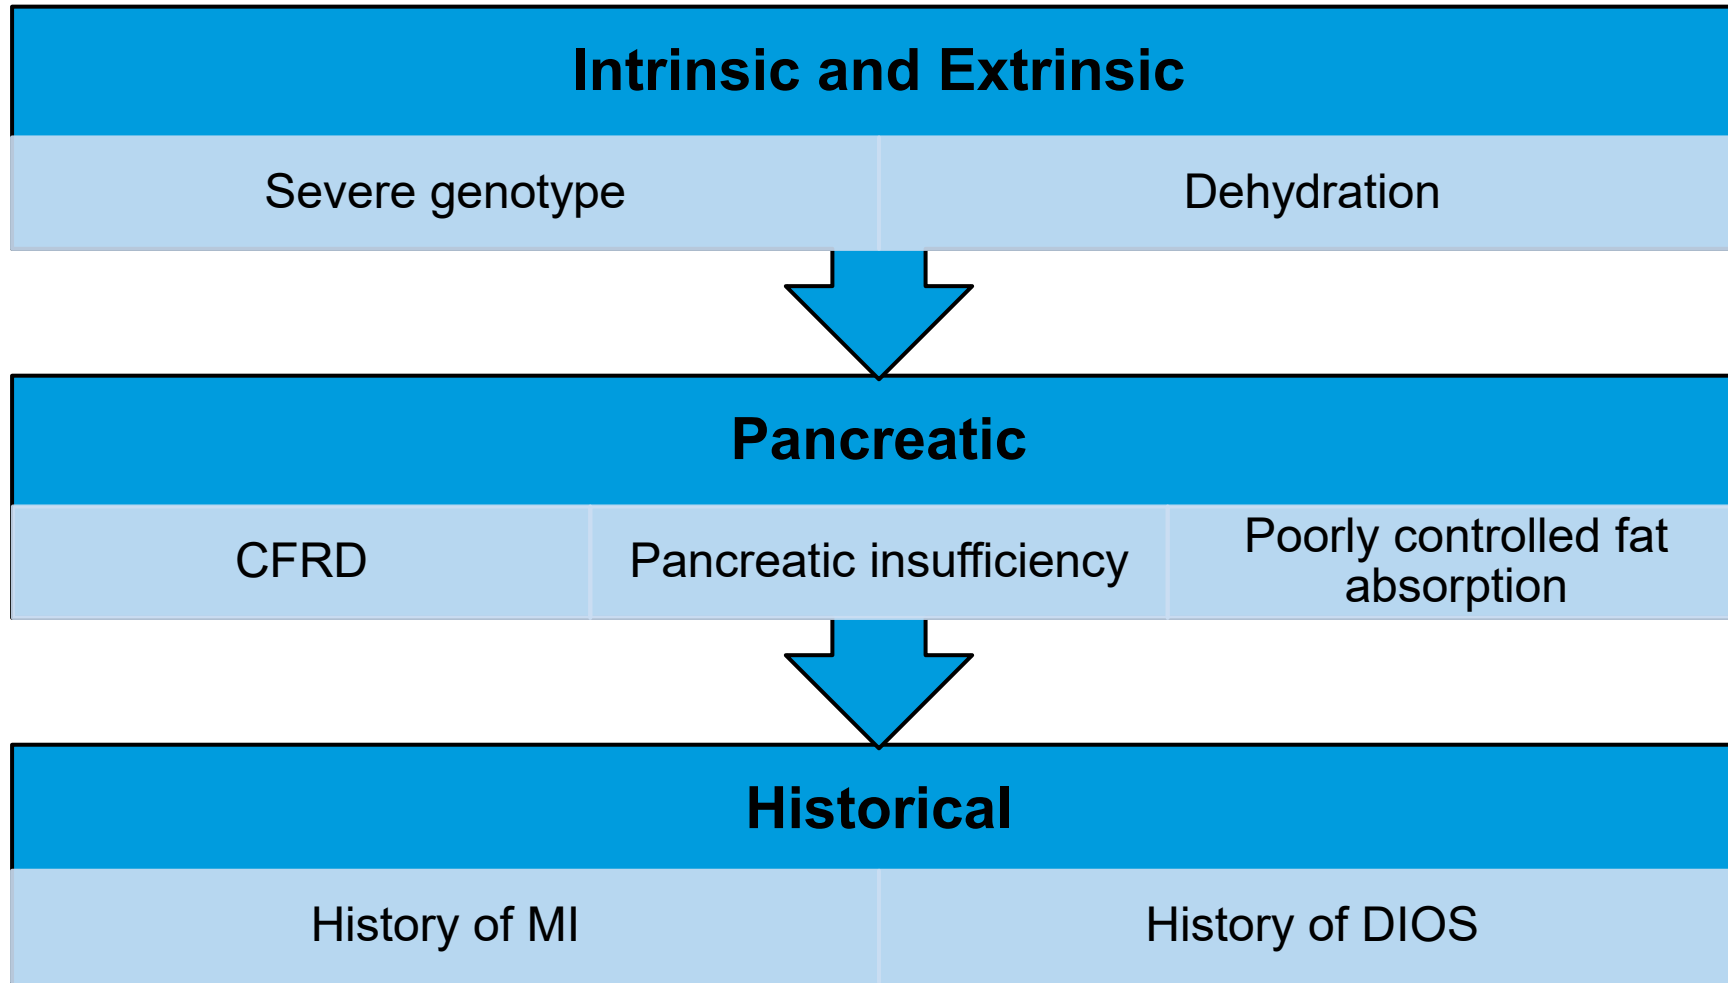 Intrinsic and Extrinsic
Severe genotype
Dehydration
Pancreatic
CFRD
Pancreatic insufficiency
Poorly controlled fat
absorption
Historical
History of MI
History of DIOS